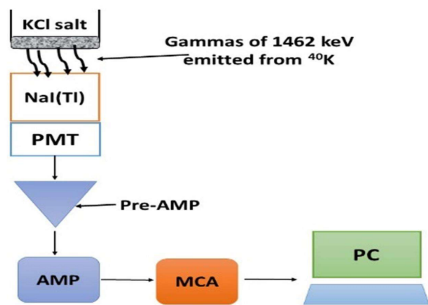 KCl salt
Gammas of 1462 keV
emitted from ⁴⁰K
NaI(Tl)
PMT
Pre-AMP
AMP
MCA
PC